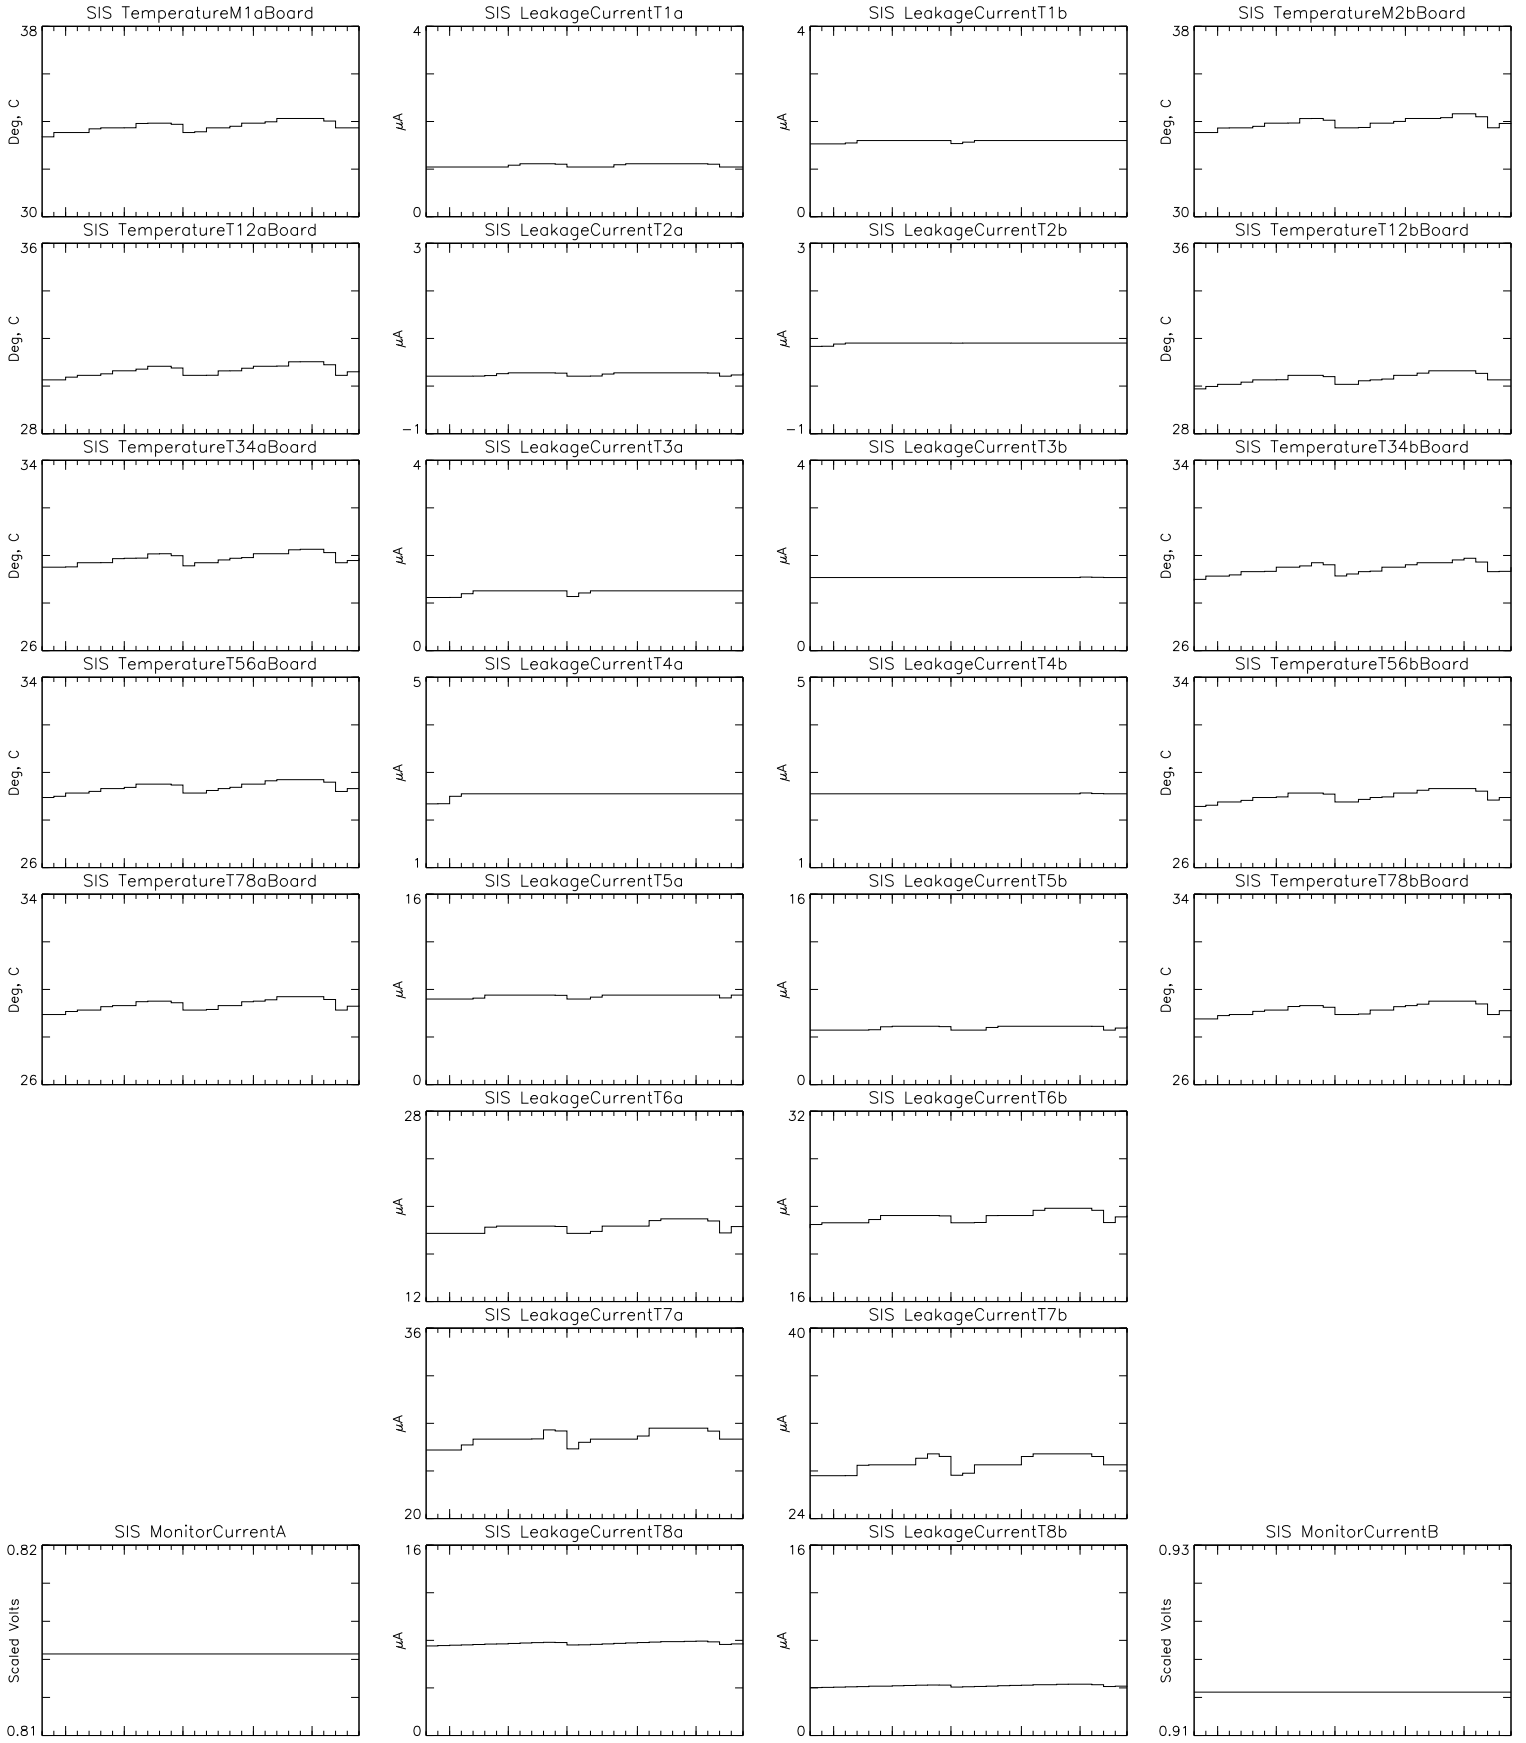 SIS TemperatureM1aBoard
38
Deg, C
30
SIS LeakageCurrentT1a
4
µA
0
SIS LeakageCurrentT1b
4
µA
0
SIS TemperatureM2bBoard
38
Deg, C
30
SIS TemperatureT12aBoard
36
Deg, C
28
SIS LeakageCurrentT2a
3
µA
−1
SIS LeakageCurrentT2b
3
µA
−1
SIS TemperatureT12bBoard
36
Deg, C
28
SIS TemperatureT34aBoard
34
Deg, C
26
SIS LeakageCurrentT3a
4
µA
0
SIS LeakageCurrentT3b
4
µA
0
SIS TemperatureT34bBoard
34
Deg, C
26
SIS TemperatureT56aBoard
34
Deg, C
26
SIS LeakageCurrentT4a
5
µA
1
SIS LeakageCurrentT4b
5
µA
1
SIS TemperatureT56bBoard
34
Deg, C
26
SIS TemperatureT78aBoard
34
Deg, C
26
SIS LeakageCurrentT5a
16
µA
0
SIS LeakageCurrentT5b
16
µA
0
SIS TemperatureT78bBoard
34
Deg, C
26
SIS LeakageCurrentT6a
28
µA
12
SIS LeakageCurrentT6b
32
µA
16
SIS LeakageCurrentT7a
36
µA
20
SIS LeakageCurrentT7b
40
µA
24
SIS MonitorCurrentA
0.82
Scaled Volts
0.81
SIS LeakageCurrentT8a
16
µA
0
SIS LeakageCurrentT8b
16
µA
0
SIS MonitorCurrentB
0.93
Scaled Volts
0.91